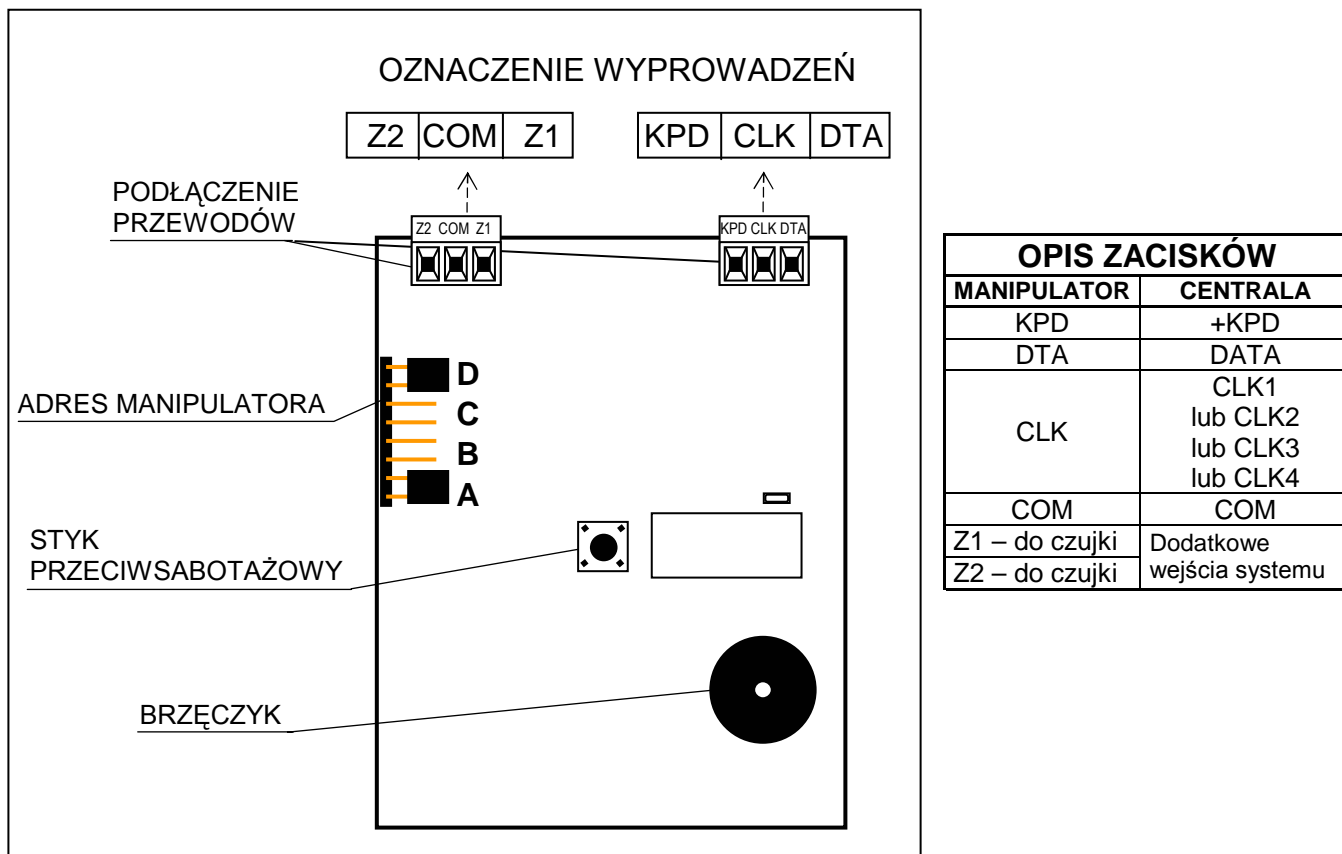 OZNACZENIE WYPROWADZEŃ
Z2 COM Z1
KPD CLK DTA
PODŁĄCZENIE
PRZEWODÓW
Z2 COM Z1
KPD CLK DTA
ADRES MANIPULATORA
D
C
B
A
STYK
PRZECIWSABOTAŻOWY
BRZĘCZYK
OPIS ZACISKÓW
MANIPULATOR CENTRALA
KPD +KPD
DTA DATA
CLK
CLK1
lub CLK2
lub CLK3
lub CLK4
COM COM
Z1 – do czujki
Z2 – do czujki
Dodatkowe
wejścia systemu